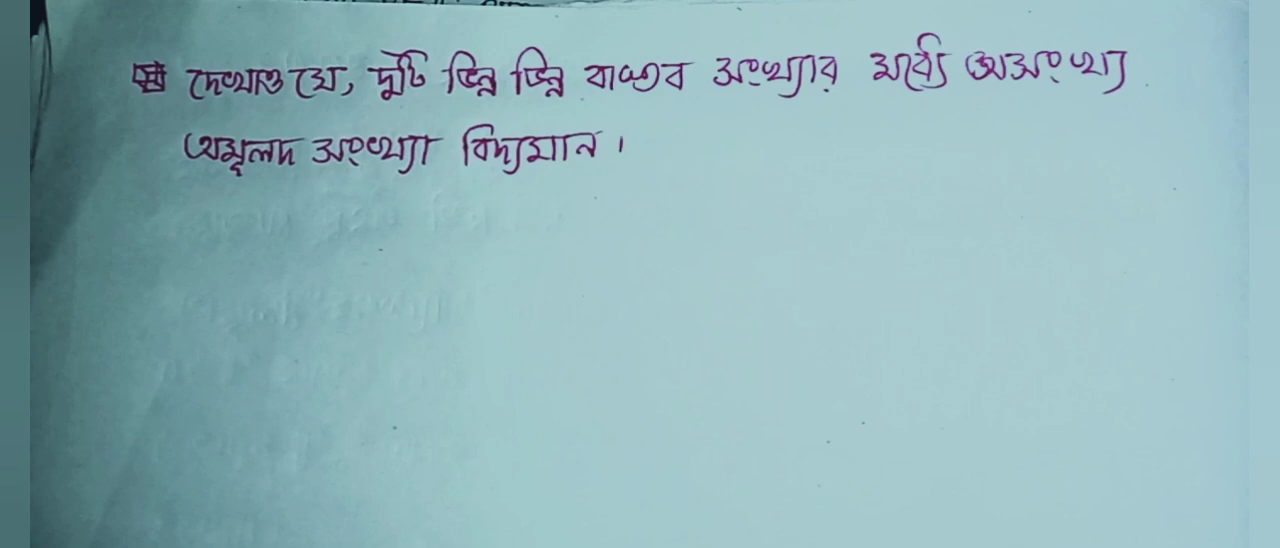 দেখাও যে, দুটি ভিন্ন ভিন্ন বাস্তব সংখ্যার মধ্যে অসংখ্য
অমূলদ সংখ্যা বিদ্যমান।